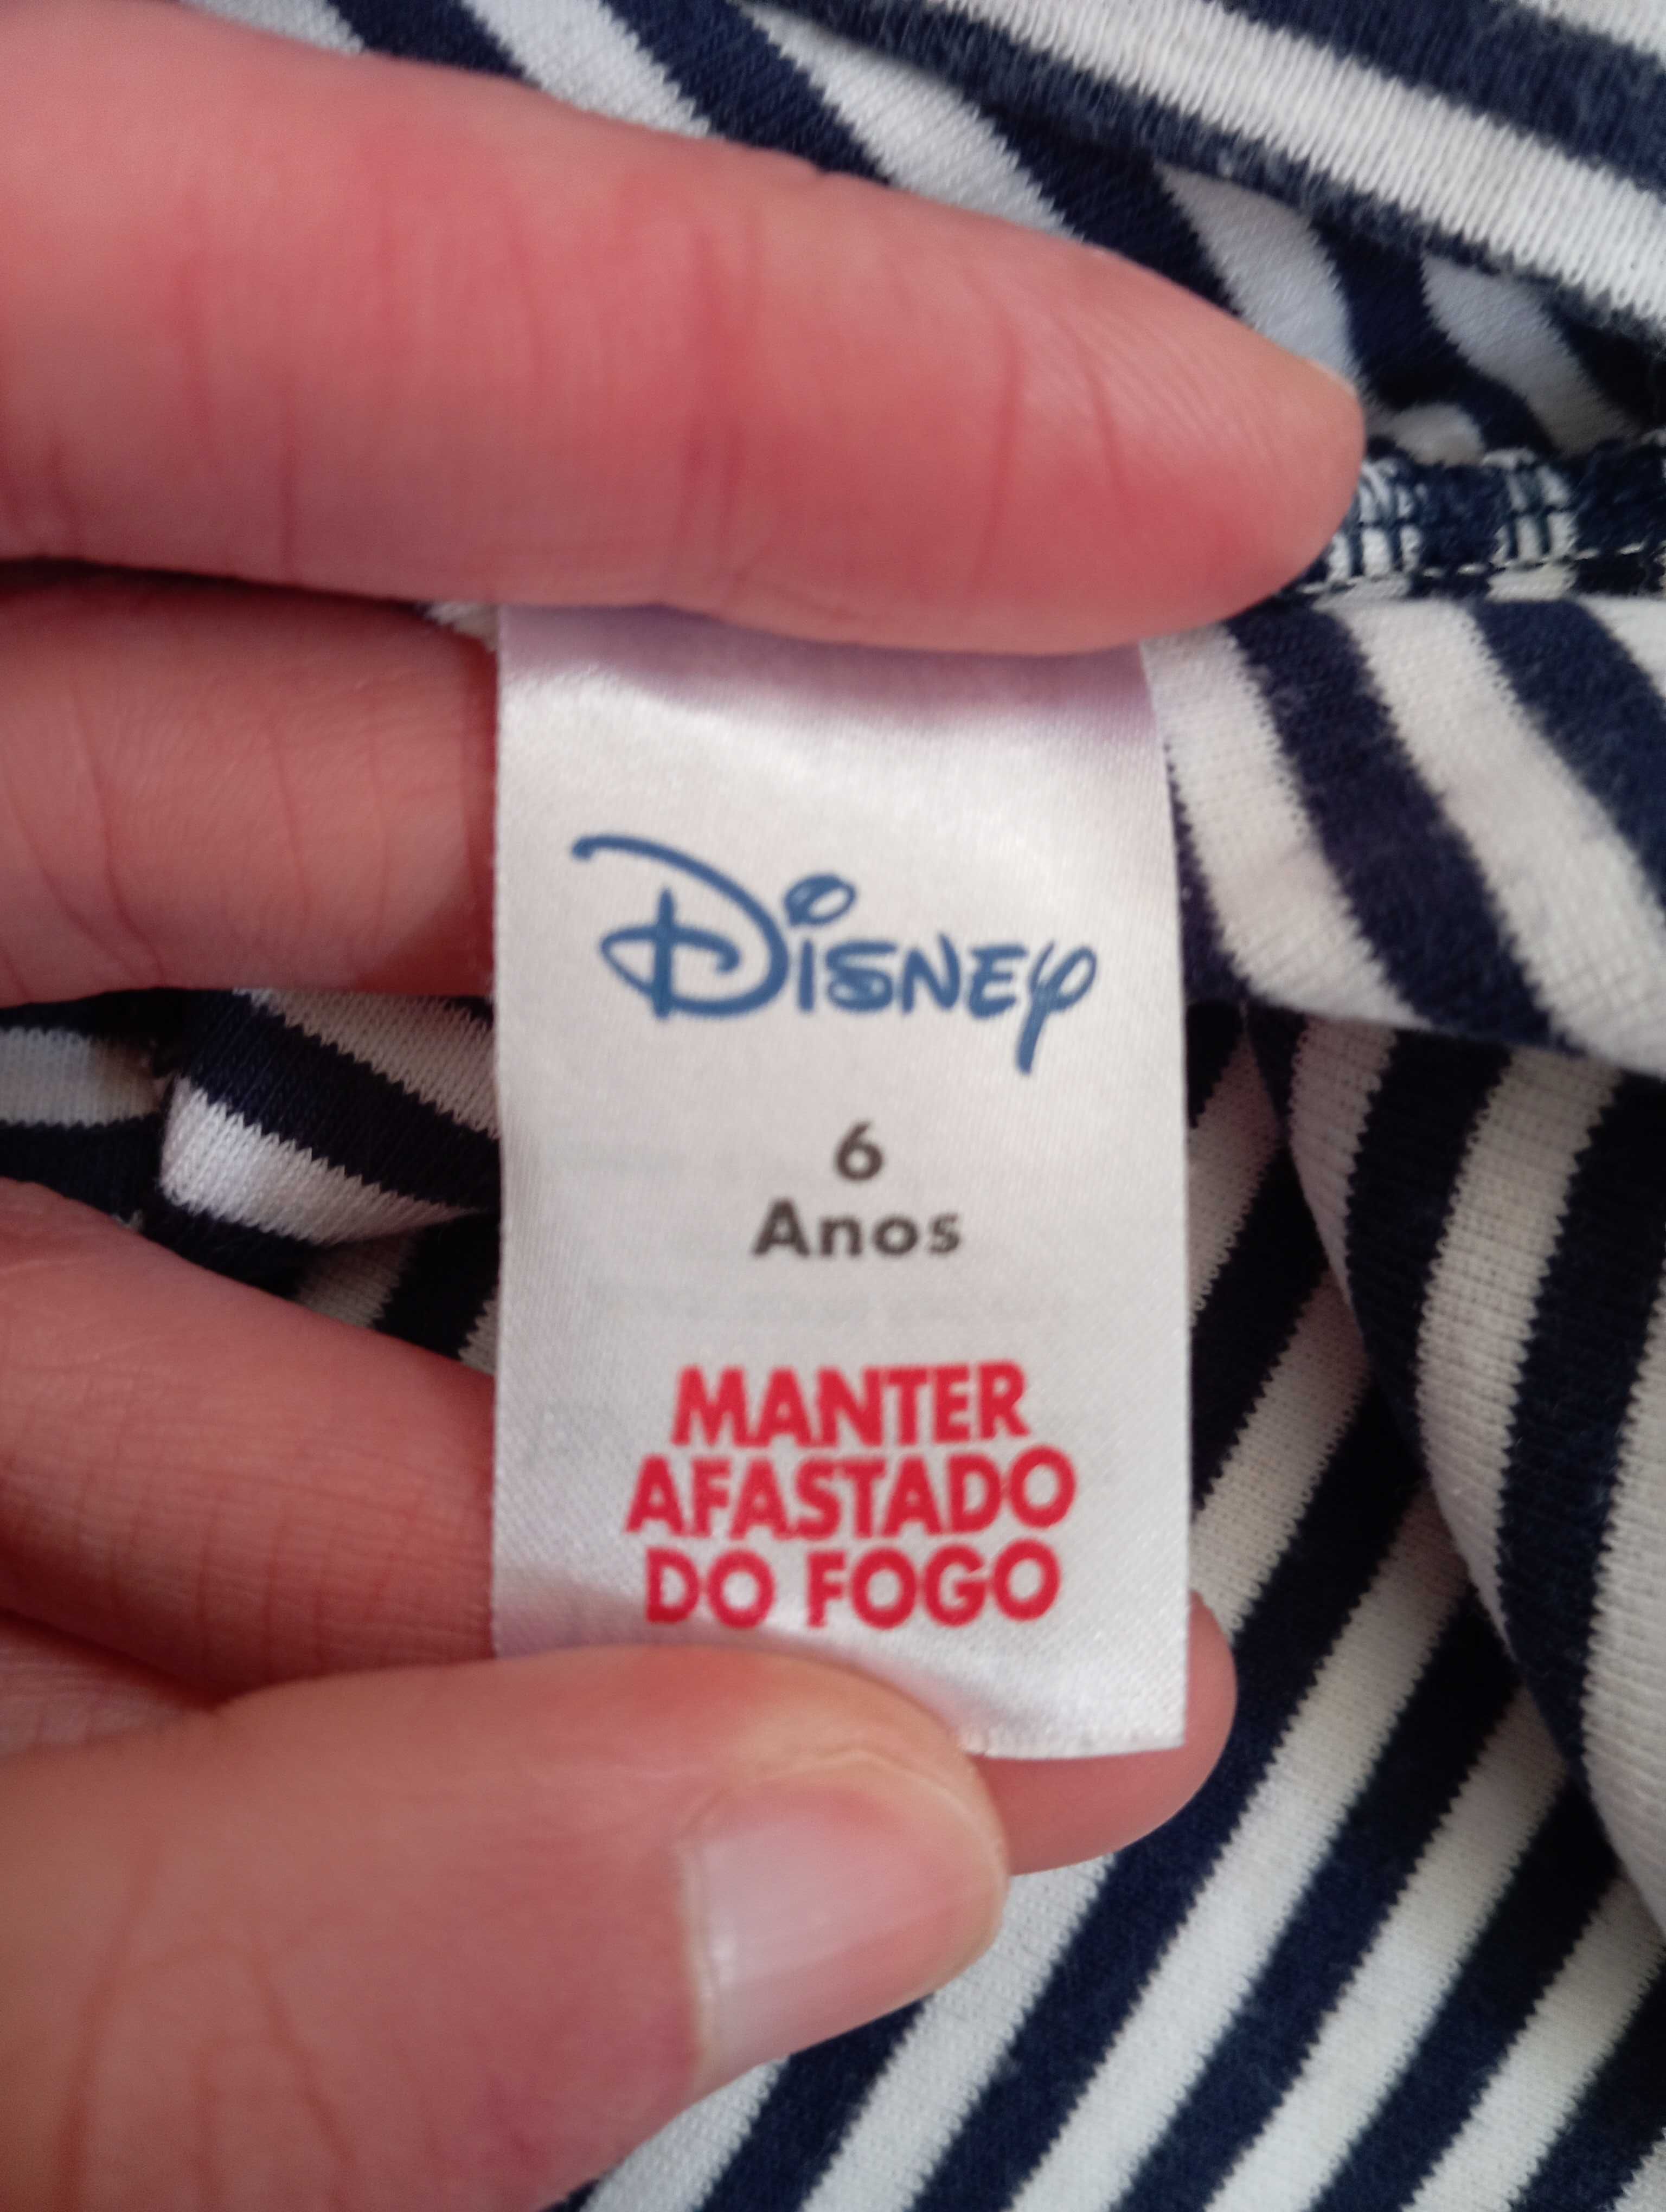 Disney
6
Anos
MANTER
AFASTADO
DO FOGO